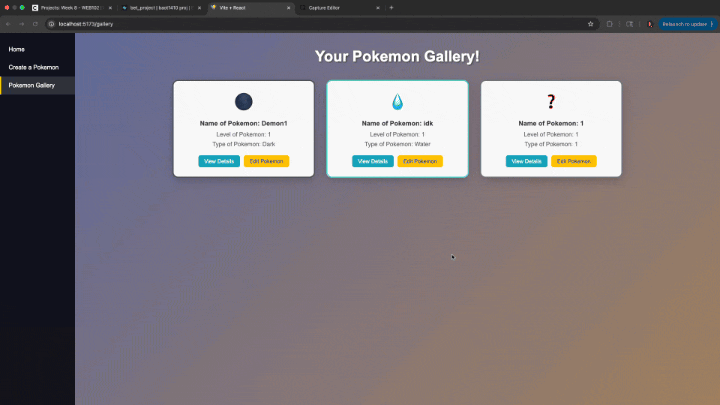 Projects: Week 8 - WEB102 |
test_project | badi1410 proj |
Vite + React
Capture Editor
localhost:5173/gallery
Relaunch to update
Home
Create a Pokemon
Pokemon Gallery
Your Pokemon Gallery!
Name of Pokemon: Demon1
Level of Pokemon: 1
Type of Pokemon: Dark
View Details
Edit Pokemon
Name of Pokemon: idk
Level of Pokemon: 1
Type of Pokemon: Water
View Details
Edit Pokemon
?
Name of Pokemon: 1
Level of Pokemon: 1
Type of Pokemon: 1
View Details
Edit Pokemon